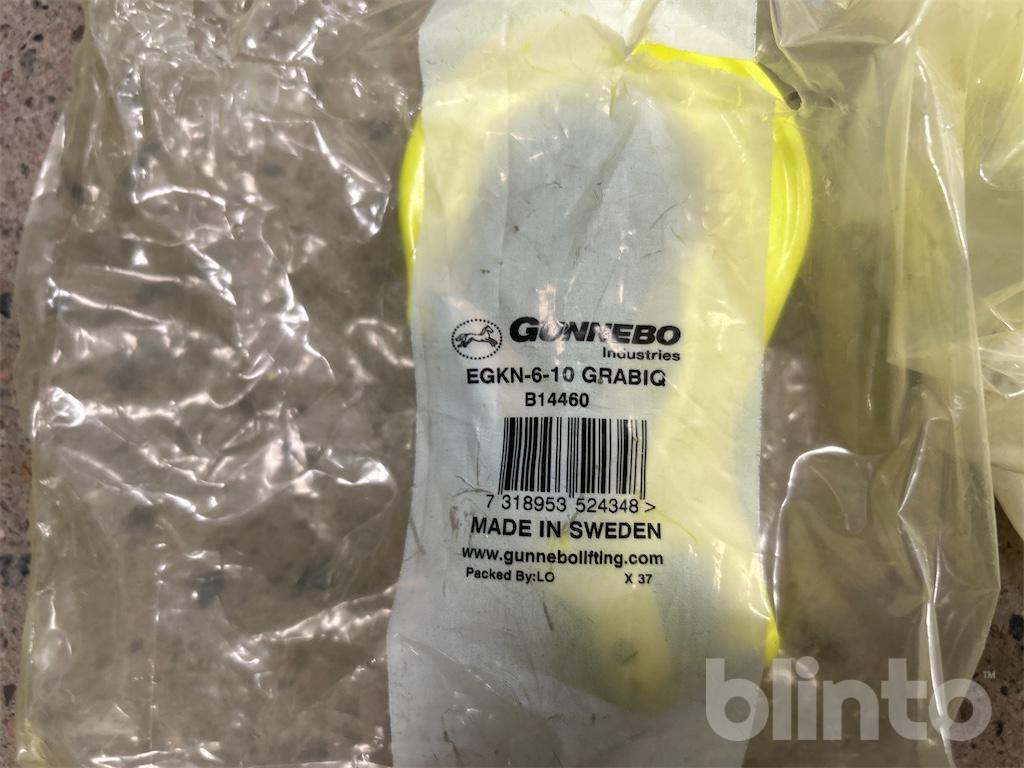 GUNNEBO
Industries
EGKN-6-10 GRABIQ
B14460
7 318953 524348 >
MADE IN SWEDEN
www.gunnebolifting.com
Packed By:LO X 37
blinto™